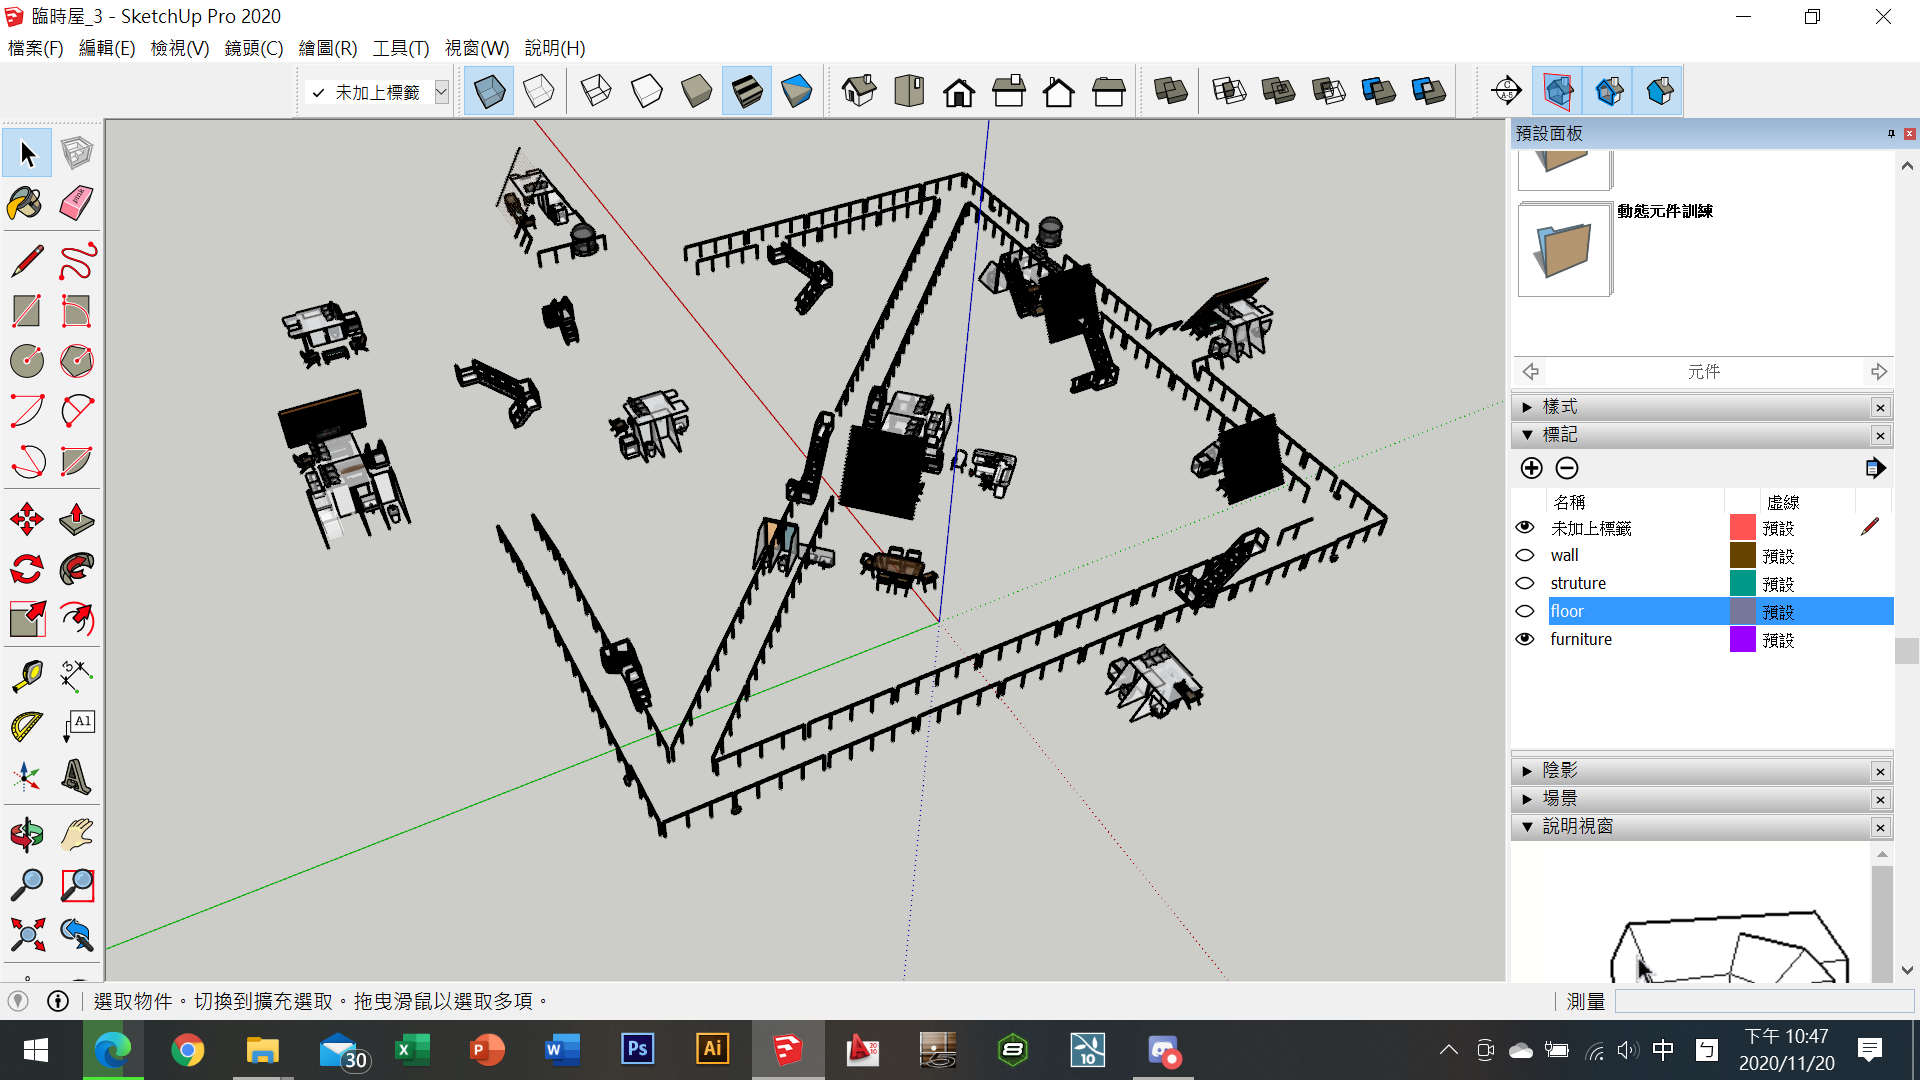 臨時屋_3 - SketchUp Pro 2020
檔案(F) 編輯(E) 檢視(V) 鏡頭(C) 繪圖(R) 工具(T) 視窗(W) 說明(H)
未加上標籤
預設面板
動態元件訓練
元件
樣式
標記
名稱 虛線
未加上標籤 預設
wall 預設
struture 預設
floor 預設
furniture 預設
陰影
場景
說明視窗
選取物件。切換到擴充選取。拖曳滑鼠以選取多項。
測量
30
Ps
Ai
10
中
ㄅ
下午 10:47
2020/11/20